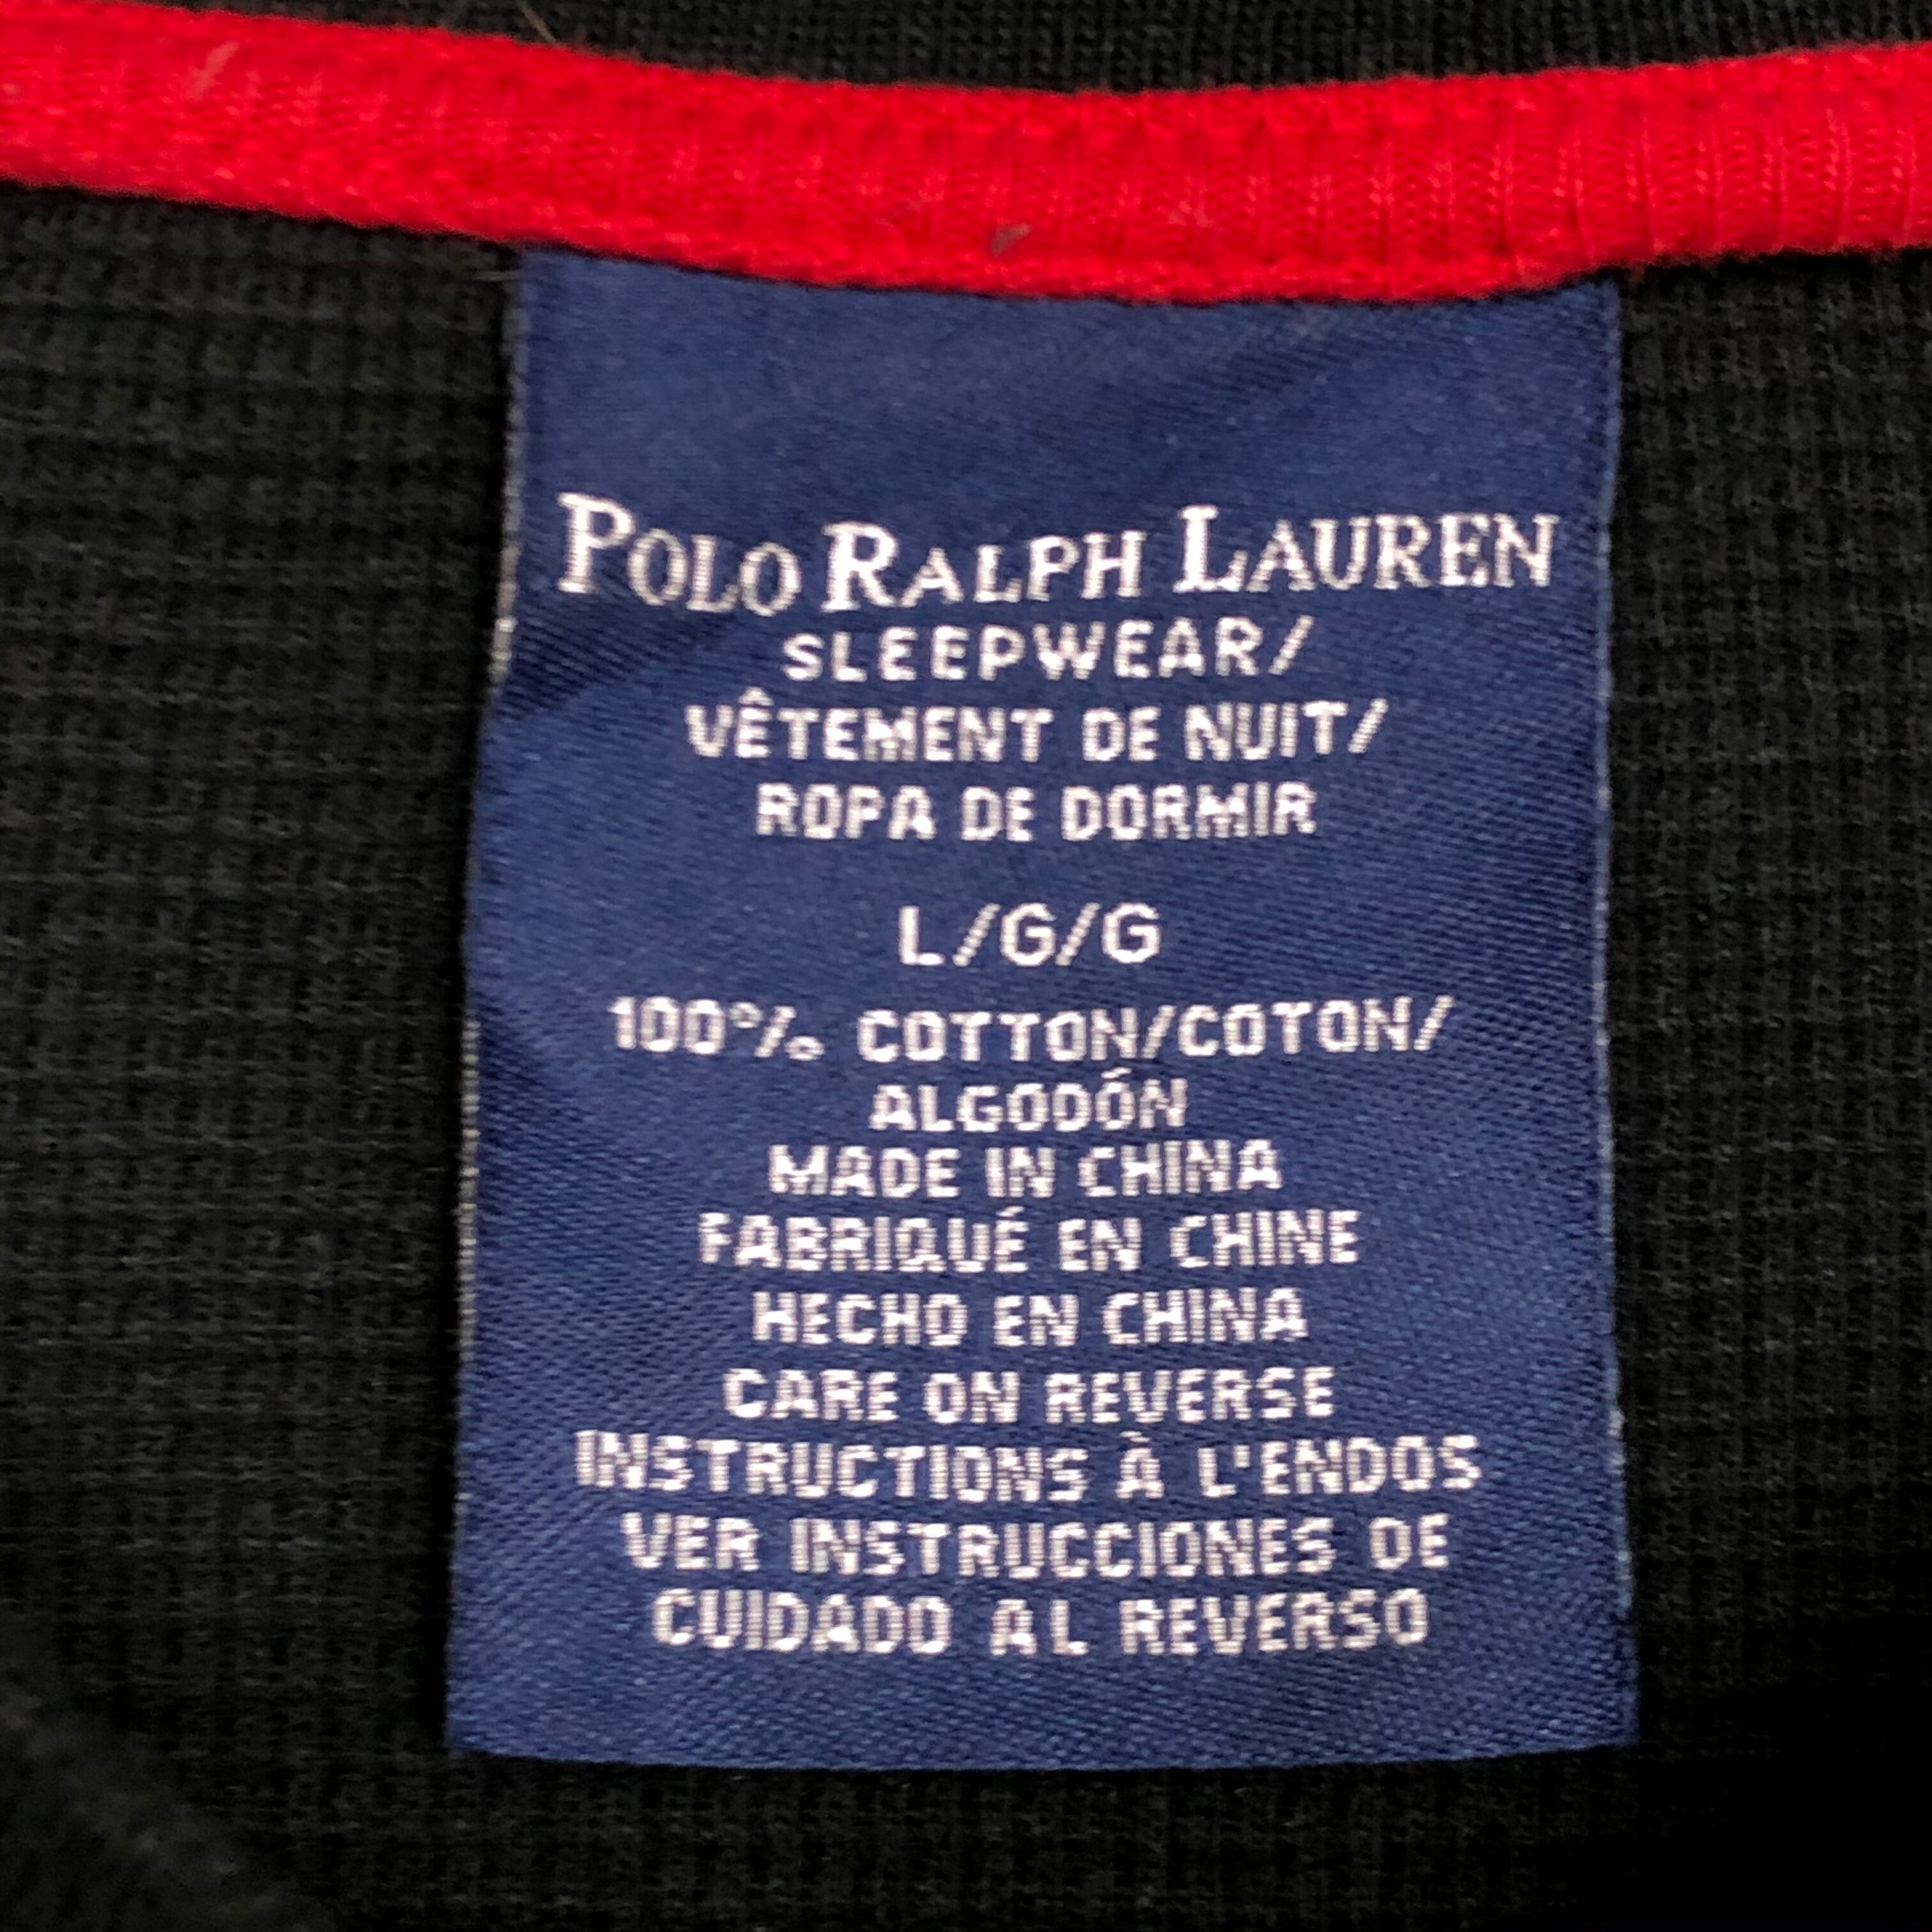 POLO RALPH LAUREN
SLEEPWEAR/
VÊTEMENT DE NUIT/
ROPA DE DORMIR
L/G/G
100% COTTON/COTON/
ALGODÓN
MADE IN CHINA
FABRIQUÉ EN CHINE
HECHO EN CHINA
CARE ON REVERSE
INSTRUCTIONS À L'ENDOS
VER INSTRUCCIONES DE
CUIDADO AL REVERSO